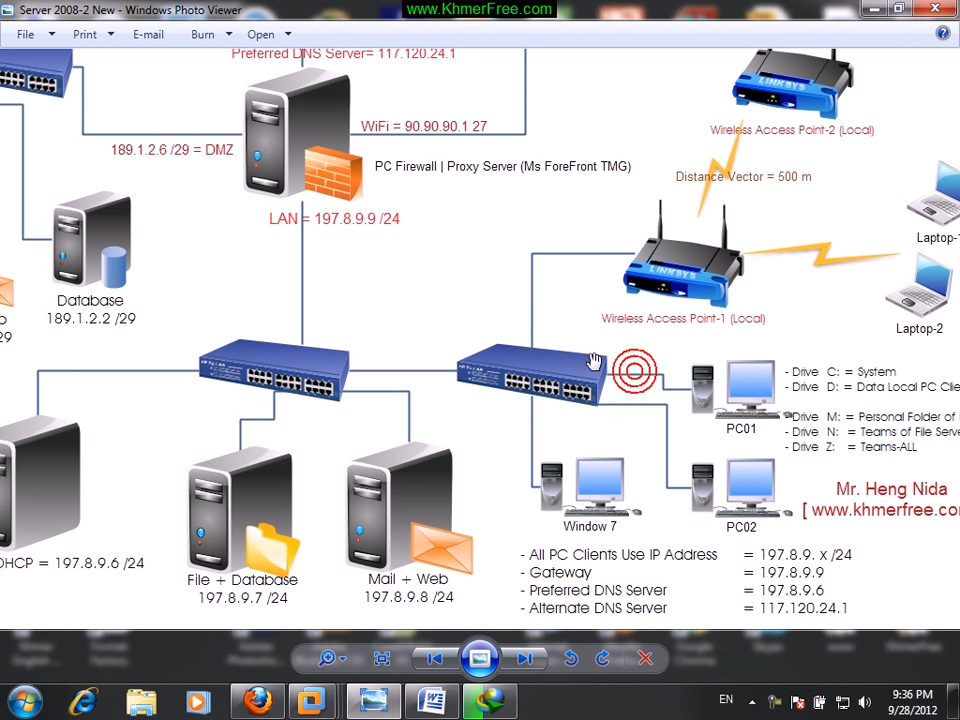 Server 2008-2 New - Windows Photo Viewer
www.KhmerFree.com
File
Print
E-mail
Burn
Open
Preferred DNS Server= 117.120.24.1
LINKSYS
WiFi = 90.90.90.1 27
Wireless Access Point-2 (Local)
189.1.2.6 /29 = DMZ
PC Firewall | Proxy Server (Ms ForeFront TMG)
Distance Vector = 500 m
LAN = 197.8.9.9 /24
Laptop-1
LINKSYS
Database
189.1.2.2 /29
Wireless Access Point-1 (Local)
Laptop-2
o
29
- Drive C: = System
- Drive D: = Data Local PC Clie
- Drive M: = Personal Folder of
- Drive N: = Teams of File Serve
- Drive Z: = Teams-ALL
PC01
Mr. Heng Nida
[ www.khmerfree.com
Window 7
PC02
DHCP = 197.8.9.6 /24
File + Database
197.8.9.7 /24
Mail + Web
197.8.9.8 /24
- All PC Clients Use IP Address = 197.8.9. x /24
- Gateway = 197.8.9.9
- Preferred DNS Server = 197.8.9.6
- Alternate DNS Server = 117.120.24.1
EN
9:36 PM
9/28/2012